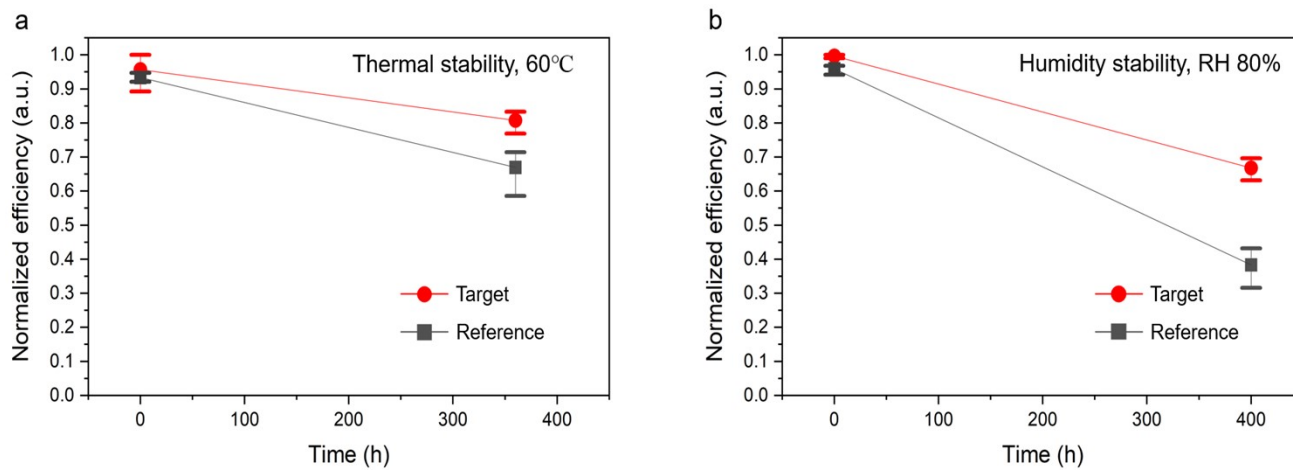 a
Thermal stability, 60℃
Normalized efficiency (a.u.)
1.0
0.9
0.8
0.7
0.6
0.5
0.4
0.3
0.2
0.1
0.0
Target
Reference
0 100 200 300 400
Time (h)
b
Humidity stability, RH 80%
Normalized efficiency (a.u.)
1.0
0.9
0.8
0.7
0.6
0.5
0.4
0.3
0.2
0.1
0.0
Target
Reference
0 100 200 300 400
Time (h)